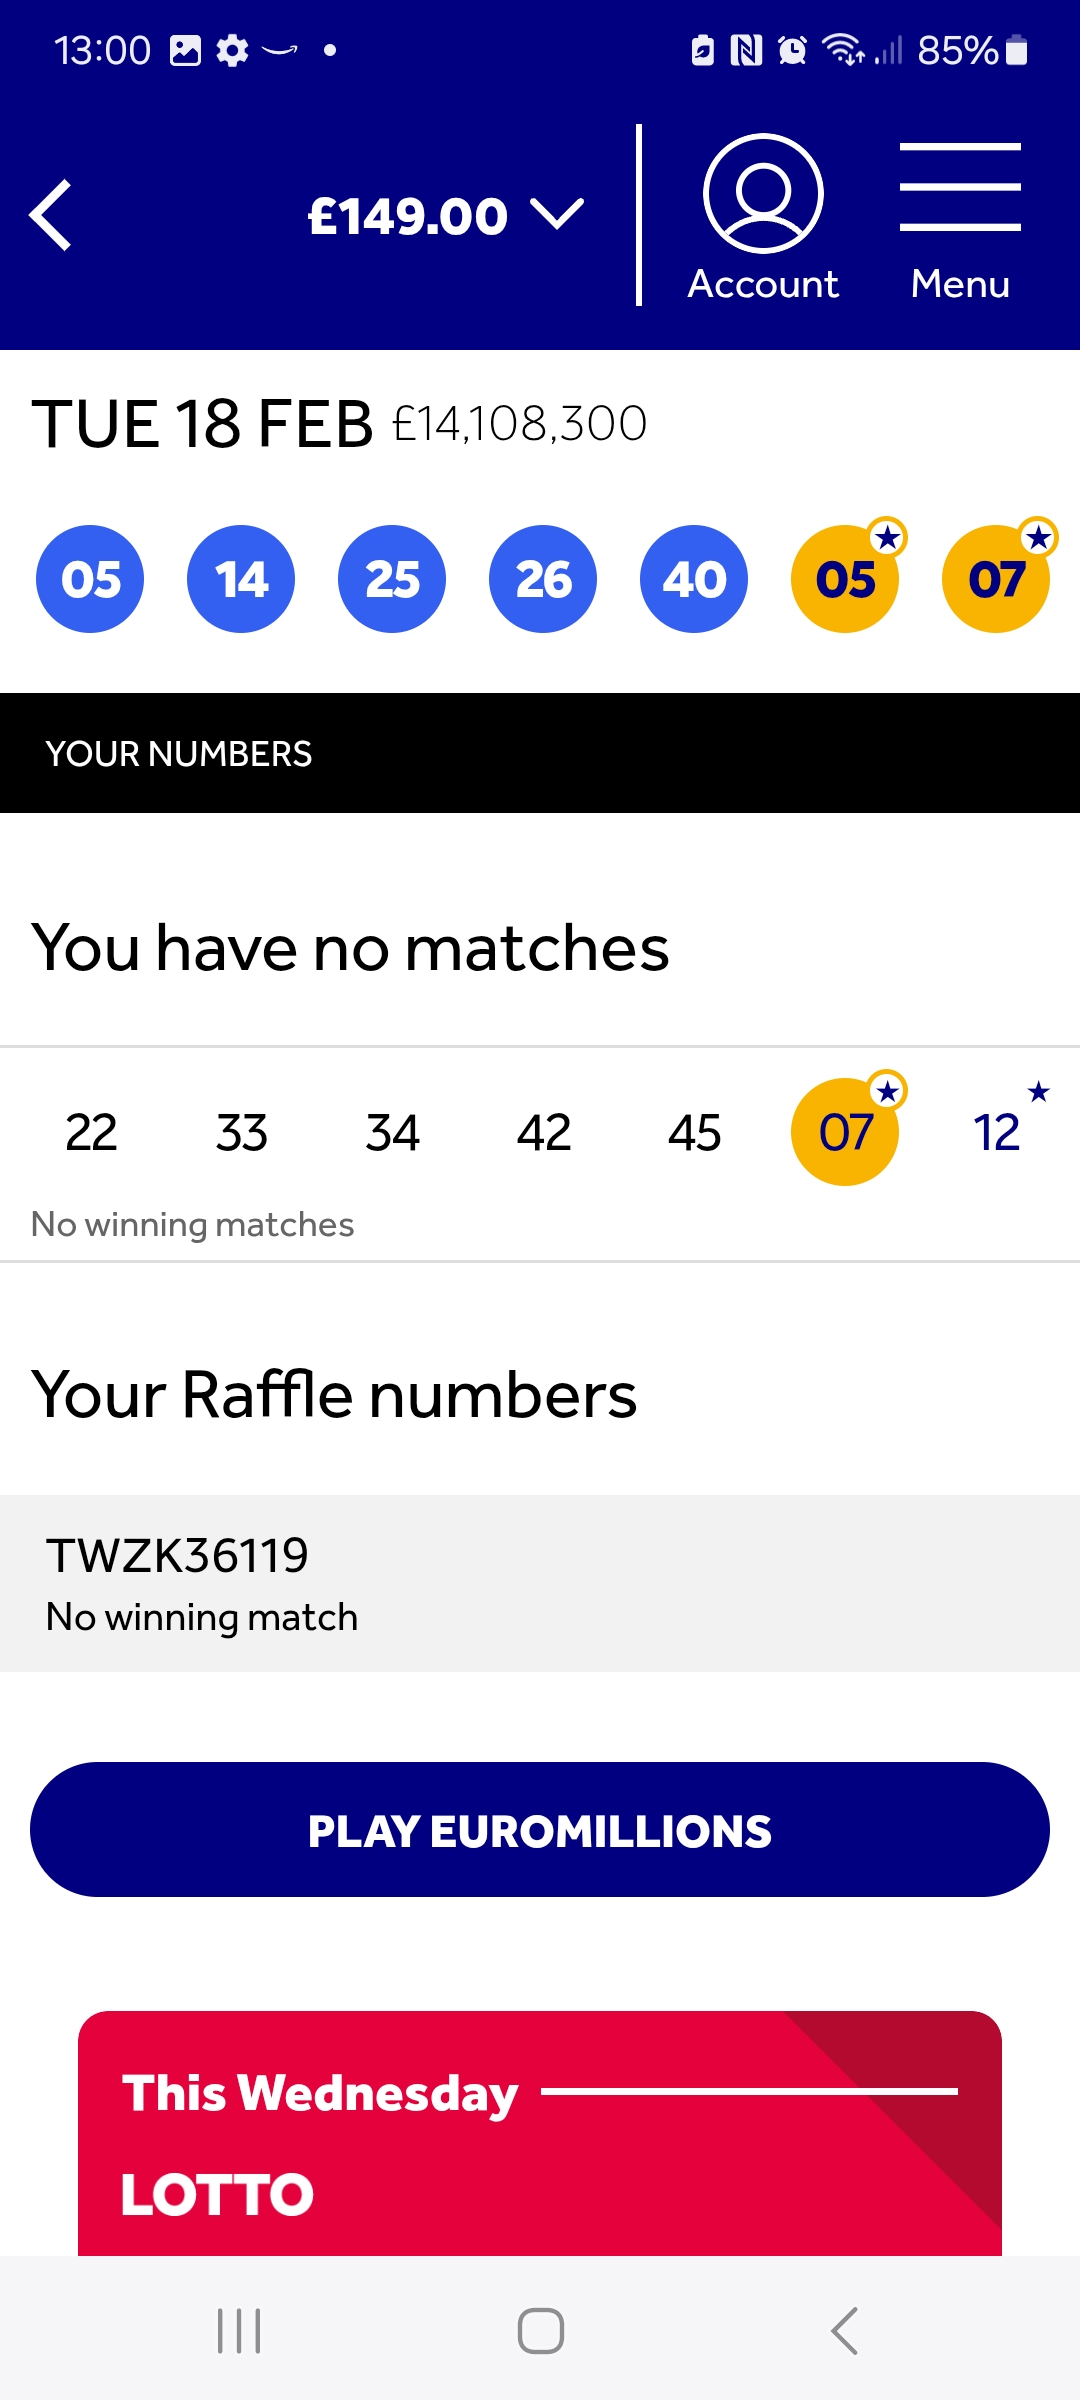 13:00 85%
£149.00
Account Menu
TUE 18 FEB £14,108,300
05 14 25 26 40 05 07
YOUR NUMBERS
You have no matches
22 33 34 42 45 07 12
No winning matches
Your Raffle numbers
TWZK36119
No winning match
PLAY EUROMILLIONS
This Wednesday
LOTTO